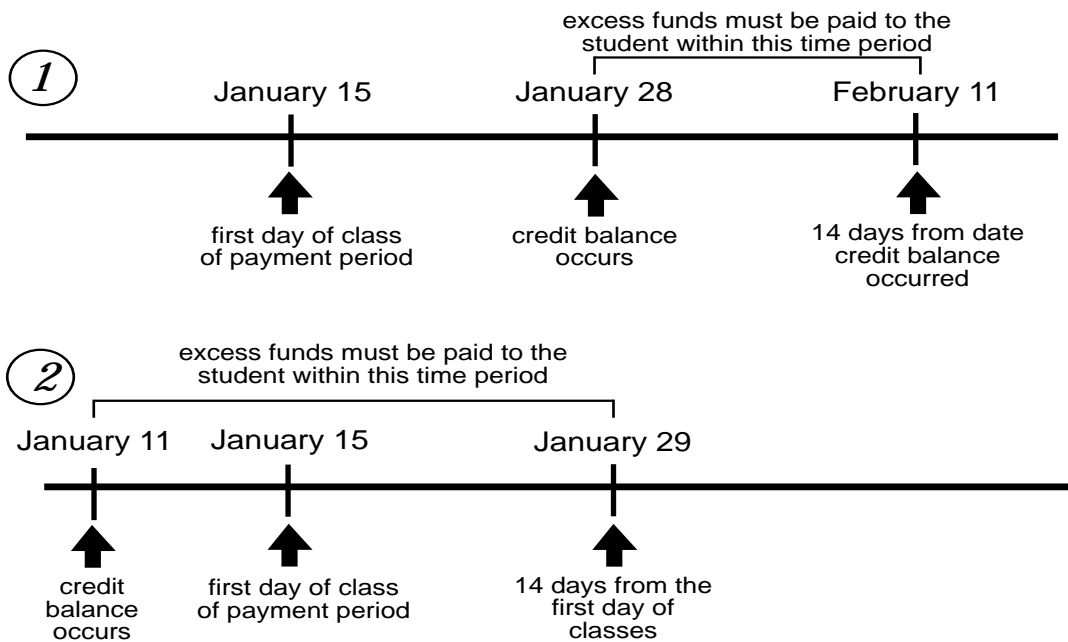 excess funds must be paid to the
student within this time period
1
January 15
January 28
February 11
first day of class
of payment period
credit balance
occurs
14 days from date
credit balance
occurred
excess funds must be paid to the
student within this time period
2
January 11
January 15
January 29
credit
balance
occurs
first day of class
of payment period
14 days from the
first day of
classes